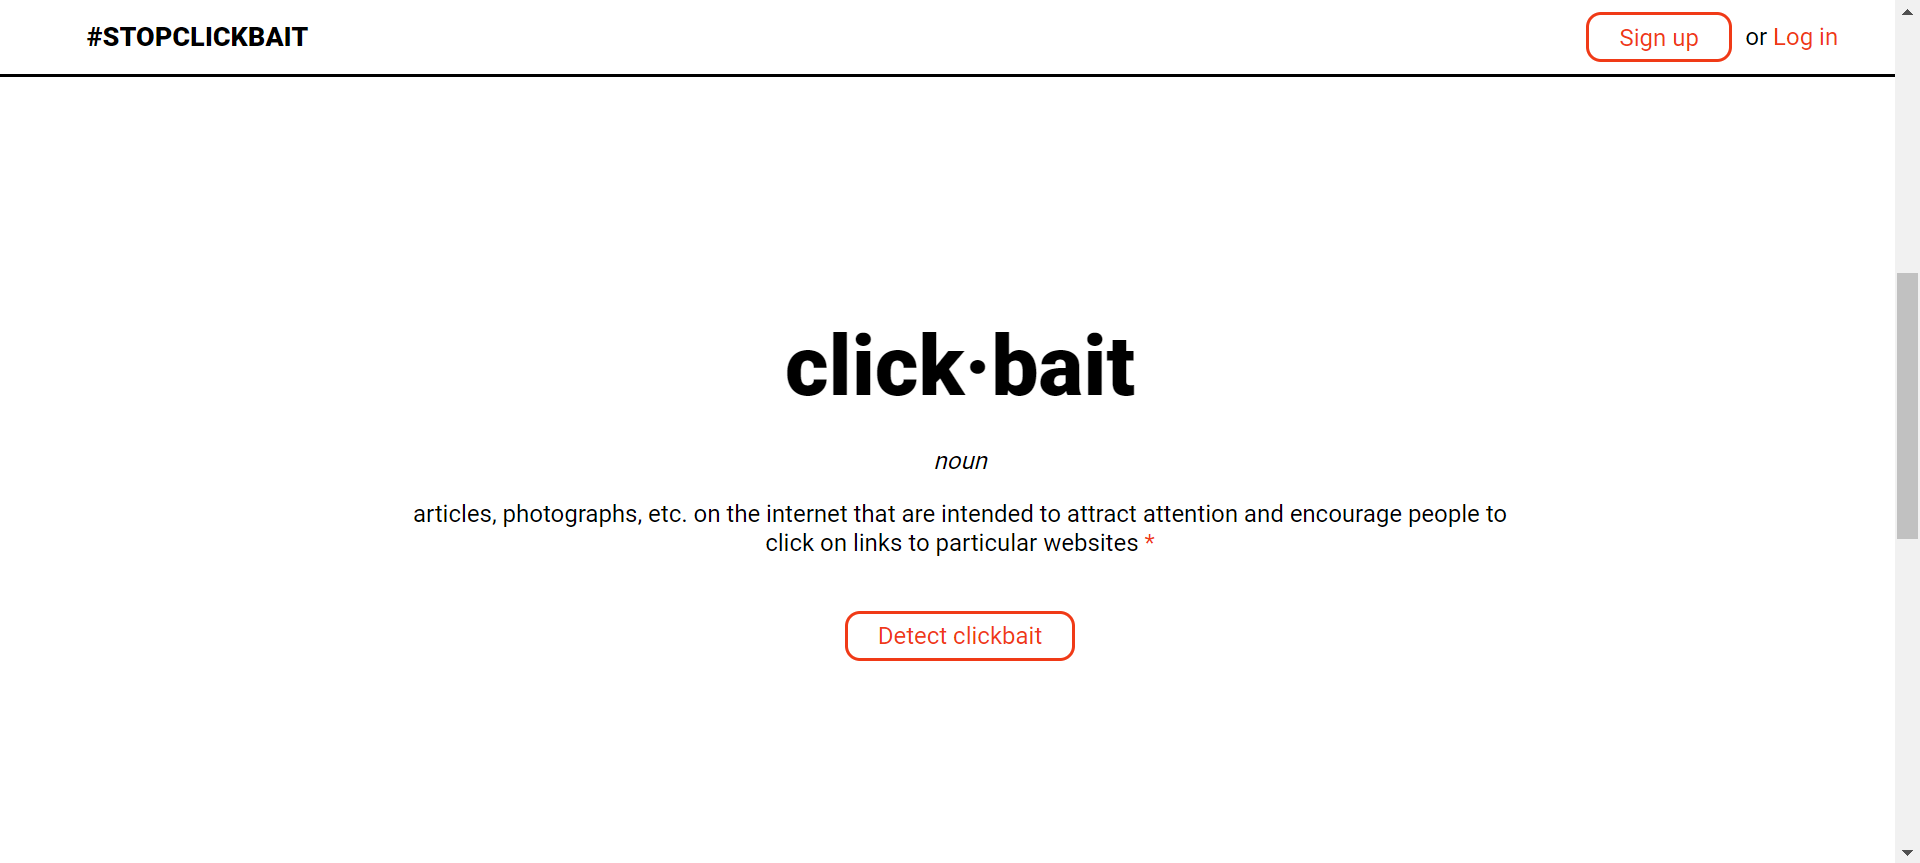 #STOPCLICKBAIT
Sign up or Log in
click·bait
noun
articles, photographs, etc. on the internet that are intended to attract attention and encourage people to
click on links to particular websites *
Detect clickbait